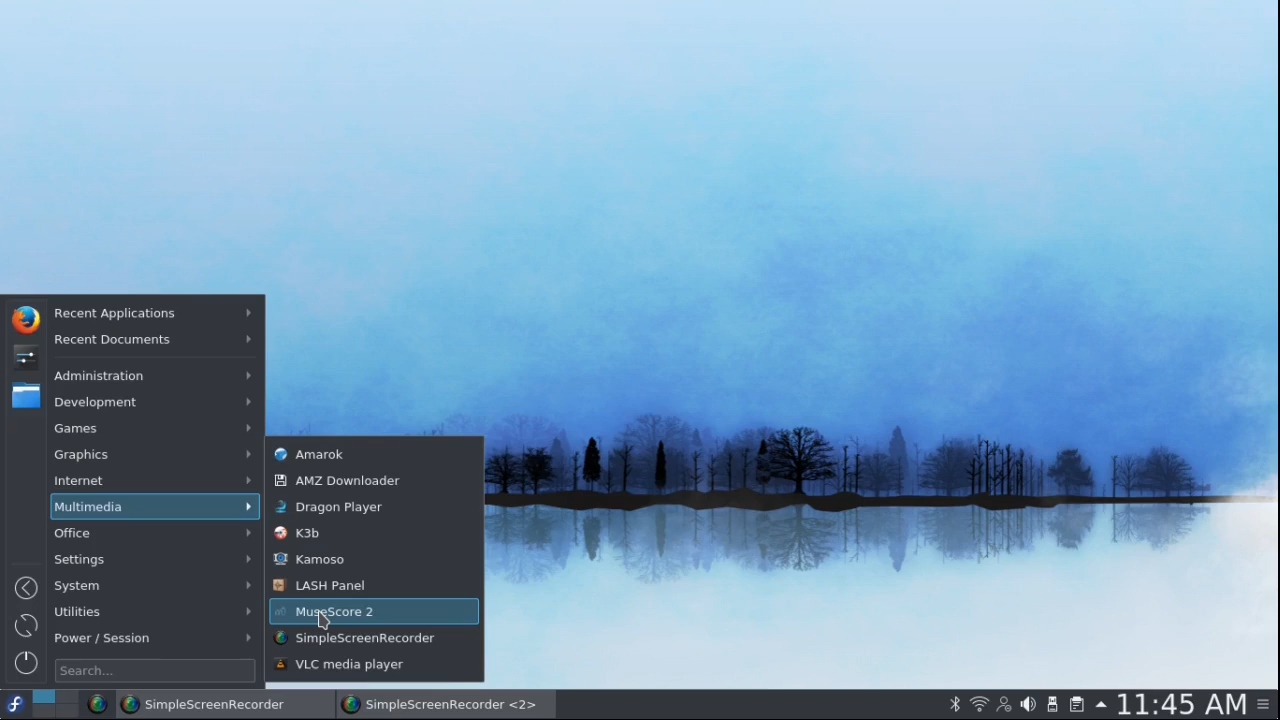 Recent Applications
Recent Documents
Administration
Development
Games
Graphics
Internet
Multimedia
Office
Settings
System
Utilities
Power / Session
Search...
Amarok
AMZ Downloader
Dragon Player
K3b
Kamoso
LASH Panel
MuseScore 2
SimpleScreenRecorder
VLC media player
SimpleScreenRecorder
SimpleScreenRecorder <2>
11:45 AM